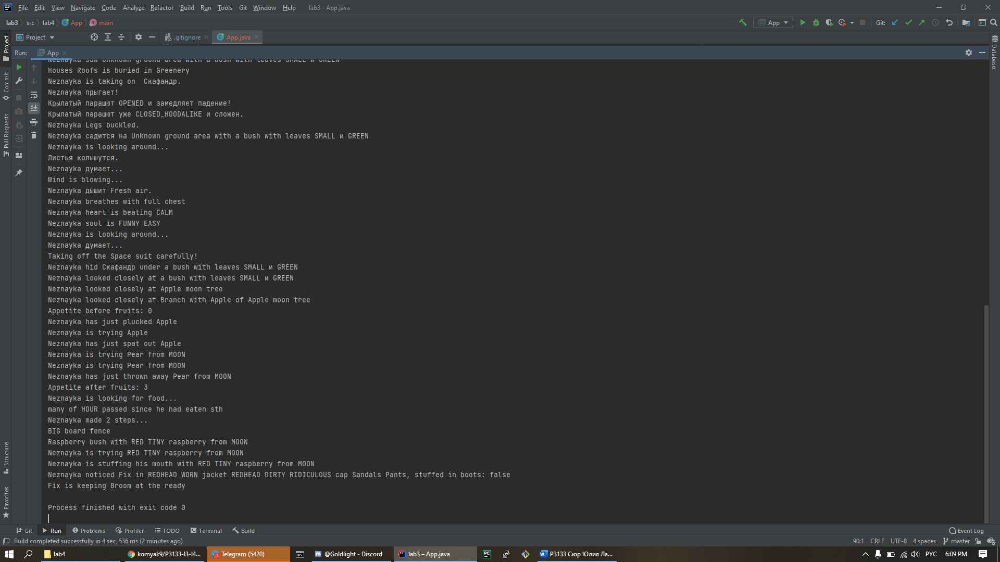 File Edit View Navigate Code Analyze Refactor Build Run Tools Git Window Help lab3 - App.java
lab3 src lab4 App main App Git:
Project .gitignore App.java
Run: App
Neznayka saw Unknown ground area with a bush with leaves SMALL и GREEN
Houses Roofs is buried in Greenery
Neznayka is taking on  Скафандр.
Neznayka прыгает!
Крылатый парашют OPENED и замедляет падение!
Крылатый парашют уже CLOSED_HOODALIKE и сложен.
Neznayka Legs buckled.
Neznayka садится на Unknown ground area with a bush with leaves SMALL и GREEN
Neznayka is looking around...
Листья колышутся.
Neznayka думает...
Wind is blowing...
Neznayka дышит Fresh air.
Neznayka breathes with full chest
Neznayka heart is beating CALM
Neznayka soul is FUNNY EASY
Neznayka is looking around...
Neznayka думает...
Taking off the Space suit carefully!
Neznayka hid Скафандр under a bush with leaves SMALL и GREEN
Neznayka looked closely at a bush with leaves SMALL и GREEN
Neznayka looked closely at Apple moon tree
Neznayka looked closely at Branch with Apple of Apple moon tree
Appetite before fruits: 0
Neznayka has just plucked Apple
Neznayka is trying Apple
Neznayka has just spat out Apple
Neznayka is trying Pear from MOON
Neznayka is trying Pear from MOON
Neznayka has just thrown away Pear from MOON
Appetite after fruits: 3
Neznayka is looking for food...
many of HOUR passed since he had eaten sth
Neznayka made 2 steps...
BIG board fence
Raspberry bush with RED TINY raspberry from MOON
Neznayka is trying RED TINY raspberry from MOON
Neznayka is stuffing his mouth with RED TINY raspberry from MOON
Neznayka noticed Fix in REDHEAD WORN jacket REDHEAD DIRTY RIDICULOUS cap Sandals Pants, stuffed in boots: false
Fix is keeping Broom at the ready
Process finished with exit code 0
Project
Commit
Pull Requests
Structure
Favorites
Database
Git Run Problems Profiler TODO Terminal Build Event Log
Build completed successfully in 4 sec, 536 ms (2 minutes ago) 90:1 CRLF UTF-8 4 spaces master
lab4 komyak9/P3133-l3-l4... Telegram (5420) @Goldlight - Discord lab3 – App.java P3133 Сюр Юлия Ла... РУС 6:09 PM